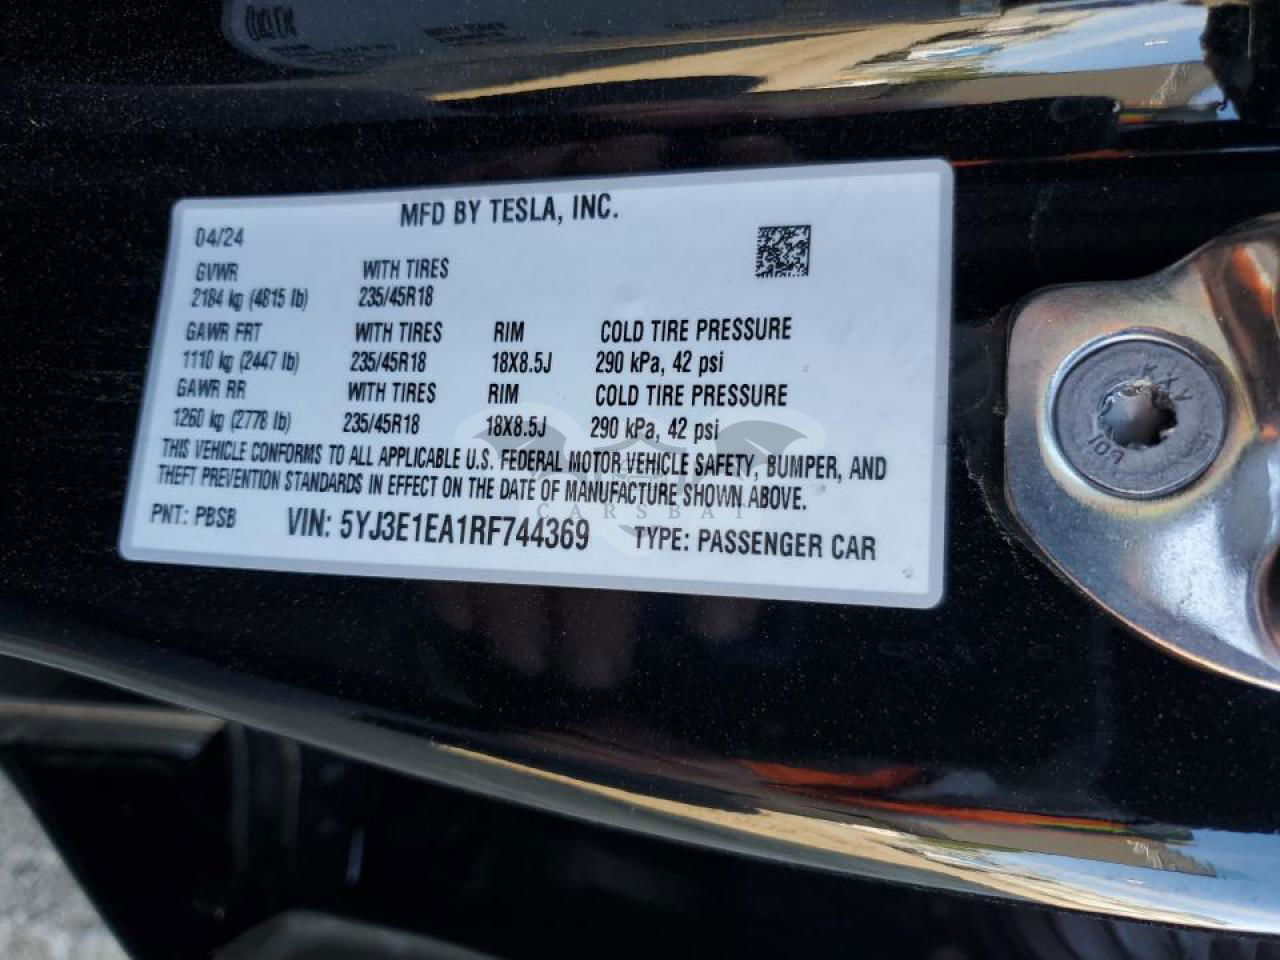 MFD BY TESLA, INC.
04/24
GVWR WITH TIRES
2184 kg (4815 lb) 235/45R18
GAWR FRT WITH TIRES RIM COLD TIRE PRESSURE
1110 kg (2447 lb) 235/45R18 18X8.5J 290 kPa, 42 psi
GAWR RR WITH TIRES RIM COLD TIRE PRESSURE
1260 kg (2778 lb) 235/45R18 18X8.5J 290 kPa, 42 psi
THIS VEHICLE CONFORMS TO ALL APPLICABLE U.S. FEDERAL MOTOR VEHICLE SAFETY, BUMPER, AND
THEFT PREVENTION STANDARDS IN EFFECT ON THE DATE OF MANUFACTURE SHOWN ABOVE.
CARSBAT
PNT: PBSB VIN: 5YJ3E1EA1RF744369 TYPE: PASSENGER CAR
109